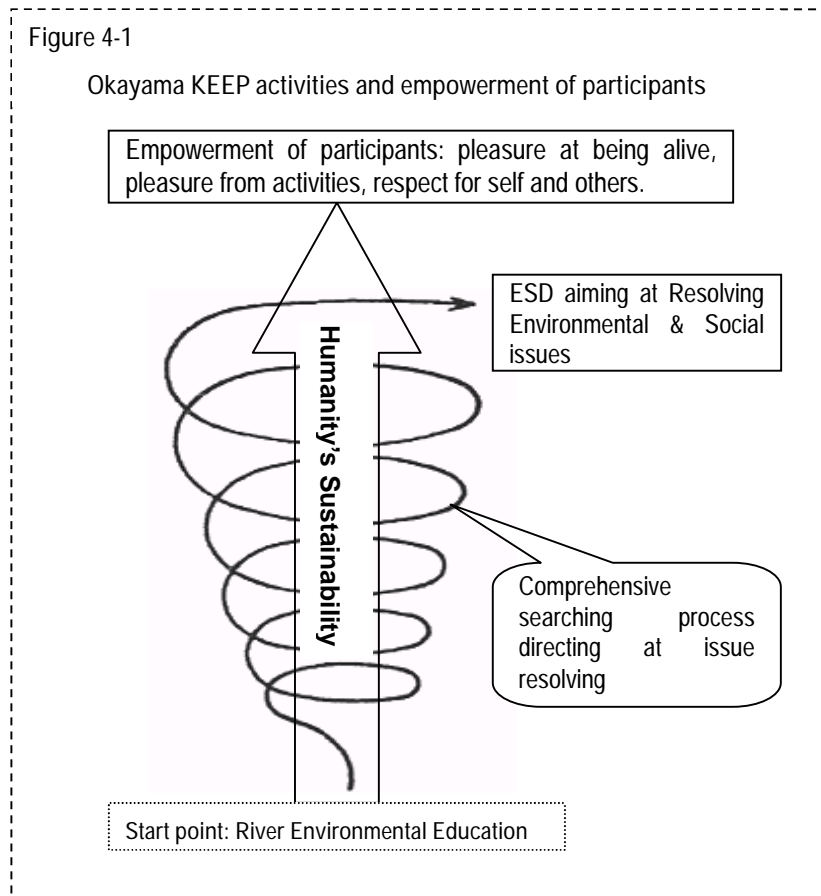 Figure 4-1
Okayama KEEP activities and empowerment of participants
Empowerment of participants: pleasure at being alive,
pleasure from activities, respect for self and others.
ESD aiming at Resolving
Environmental & Social
issues
Humanity's Sustainability
Comprehensive
searching process
directing at issue
resolving
Start point: River Environmental Education